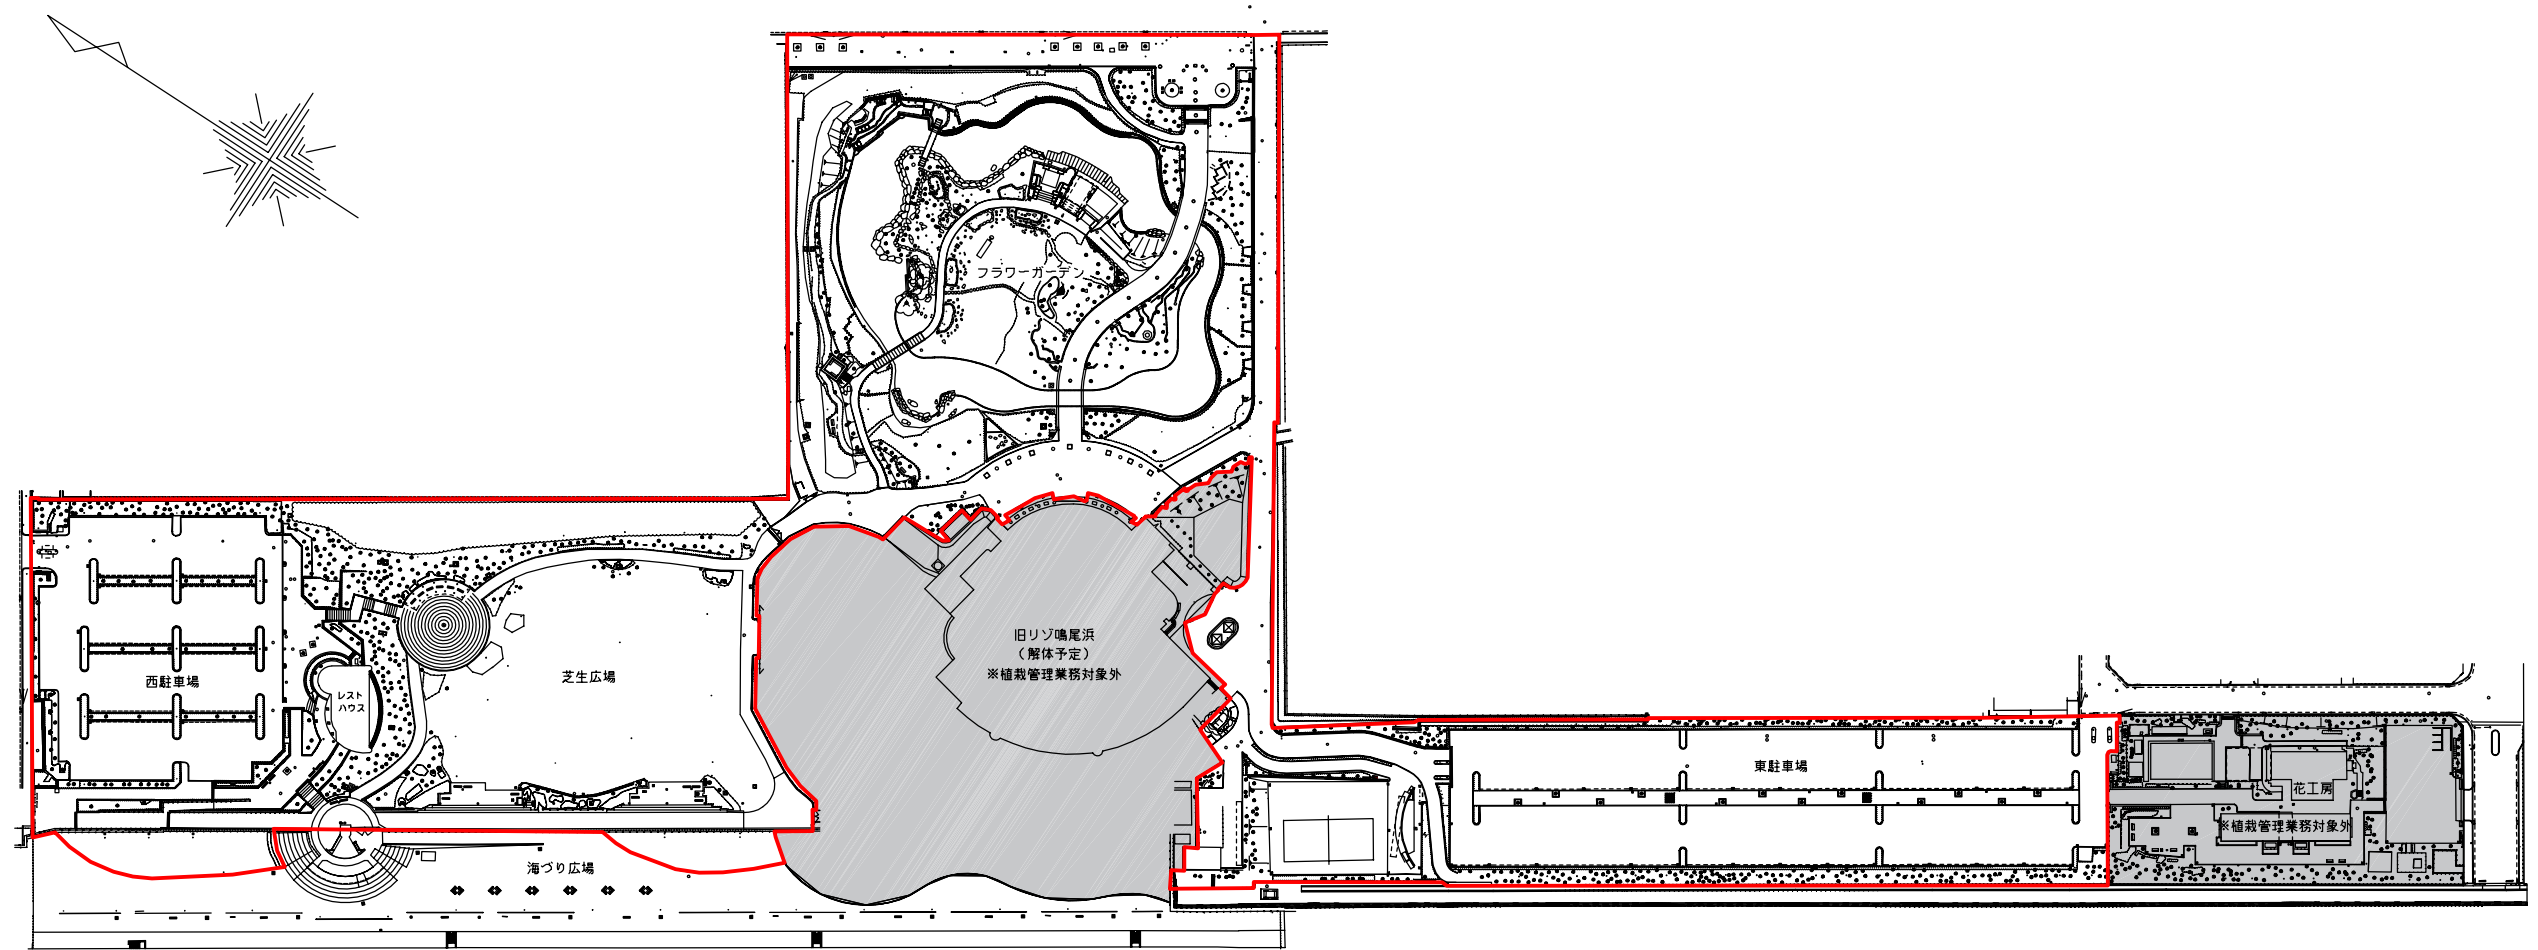 フラワーガーデン
旧リゾ鳴尾浜
(解体予定)
※植栽管理業務対象外
芝生広場
西駐車場
レスト
ハウス
東駐車場
花工房
※植栽管理業務対象外
海づり広場